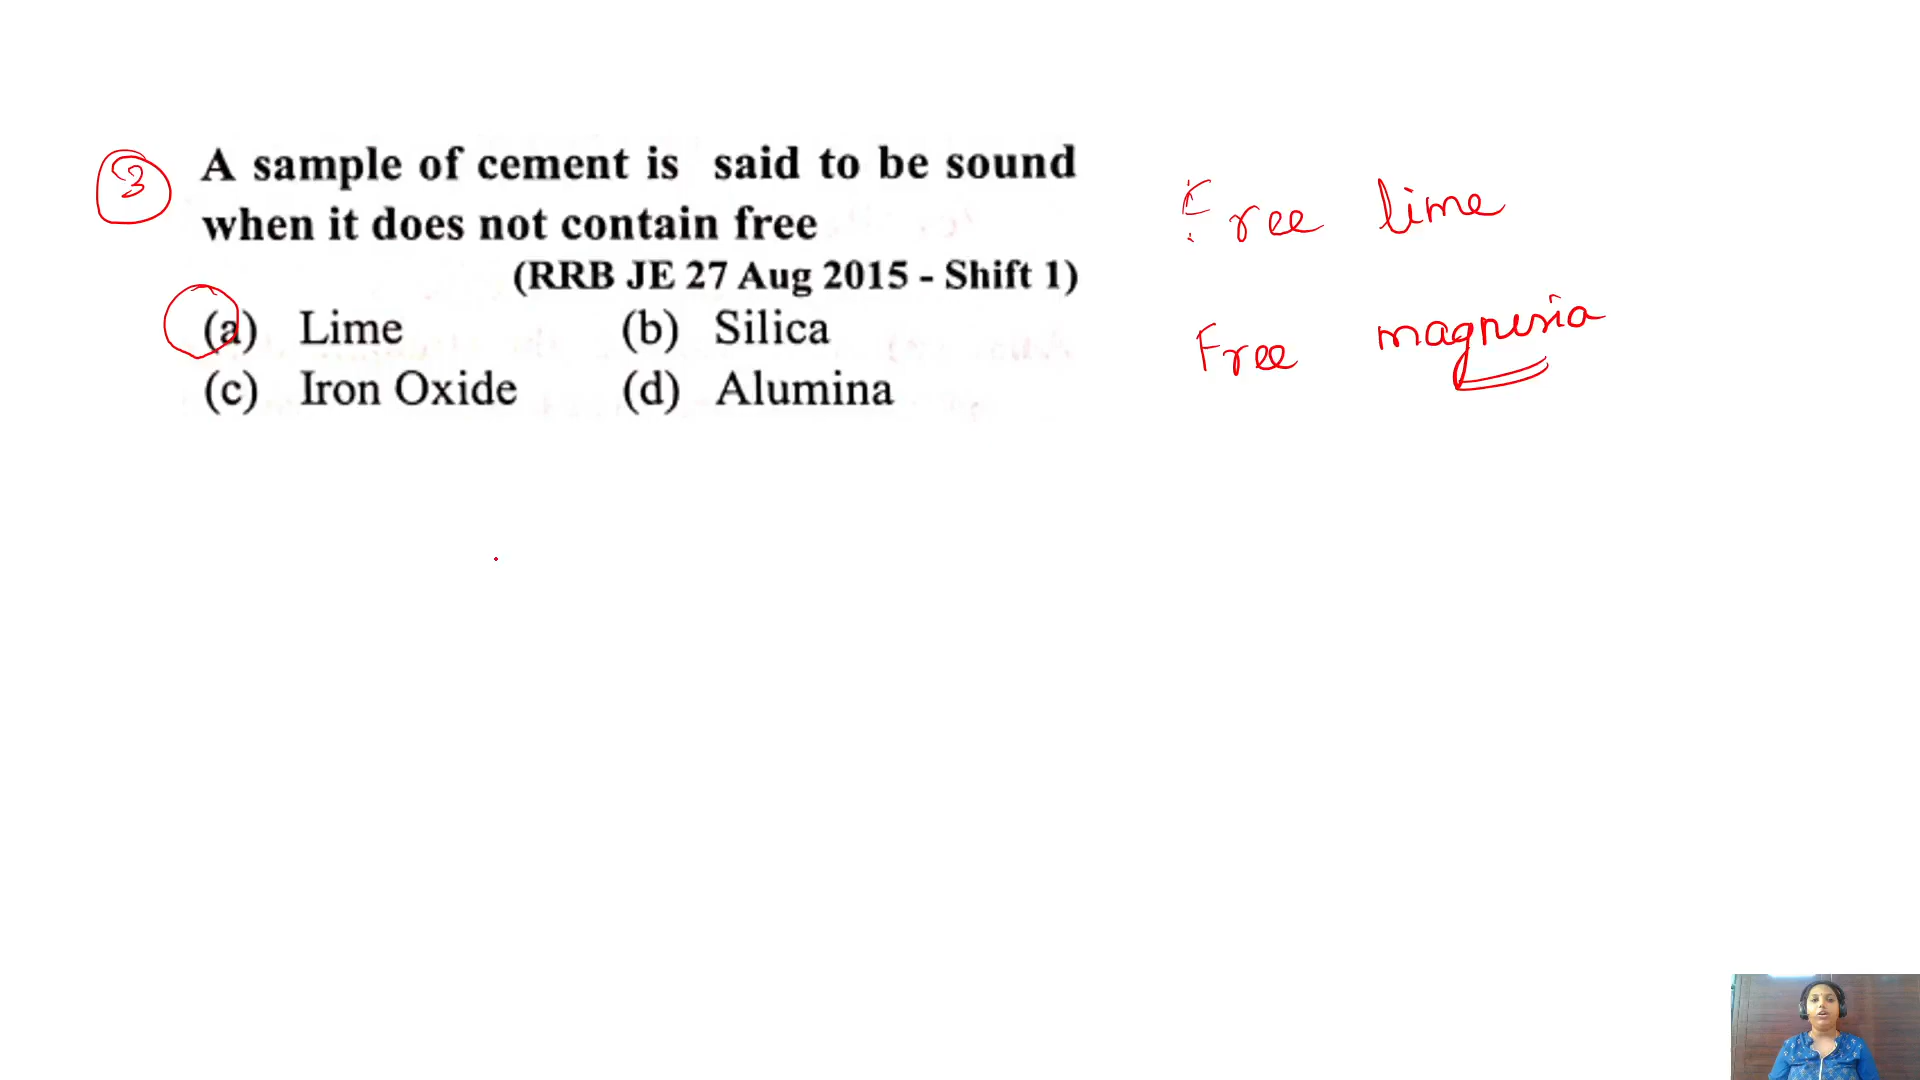 3
A sample of cement is said to be sound
when it does not contain free
(RRB JE 27 Aug 2015 - Shift 1)
(a) Lime (b) Silica
(c) Iron Oxide (d) Alumina
Free lime
Free magnesia